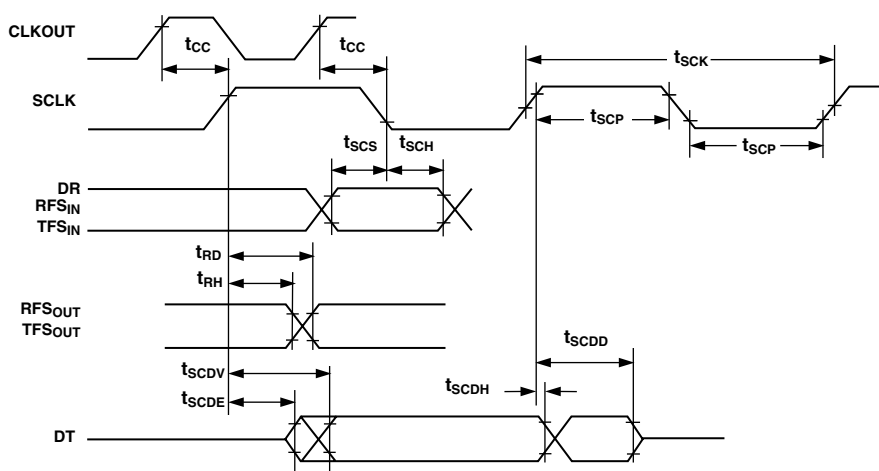 CLKOUT
tCC
tCC
tSCK
SCLK
tSCP
tSCP
tSCS
tSCH
DR
RFSIN
TFSIN
tRD
tRH
RFSOUT
TFSOUT
tSCDV
tSCDE
tSCDD
tSCDH
DT